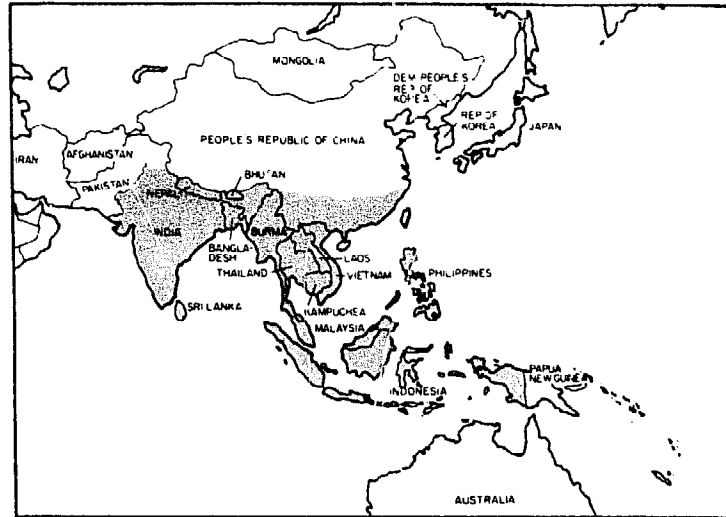 MONGOLIA
DEM PEOPLE'S
REP OF
KOREA
REP OF
KOREA
JAPAN
PEOPLE'S REPUBLIC OF CHINA
IRAN
AFGHANISTAN
PAKISTAN
NEPAL
BHUTAN
INDIA
BURMA
BANGLA-
DESH
LAOS
THAILAND
VIETNAM
PHILIPPINES
SRI LANKA
KAMPUCHEA
MALAYSIA
INDONESIA
PAPUA
NEW GUINEA
AUSTRALIA